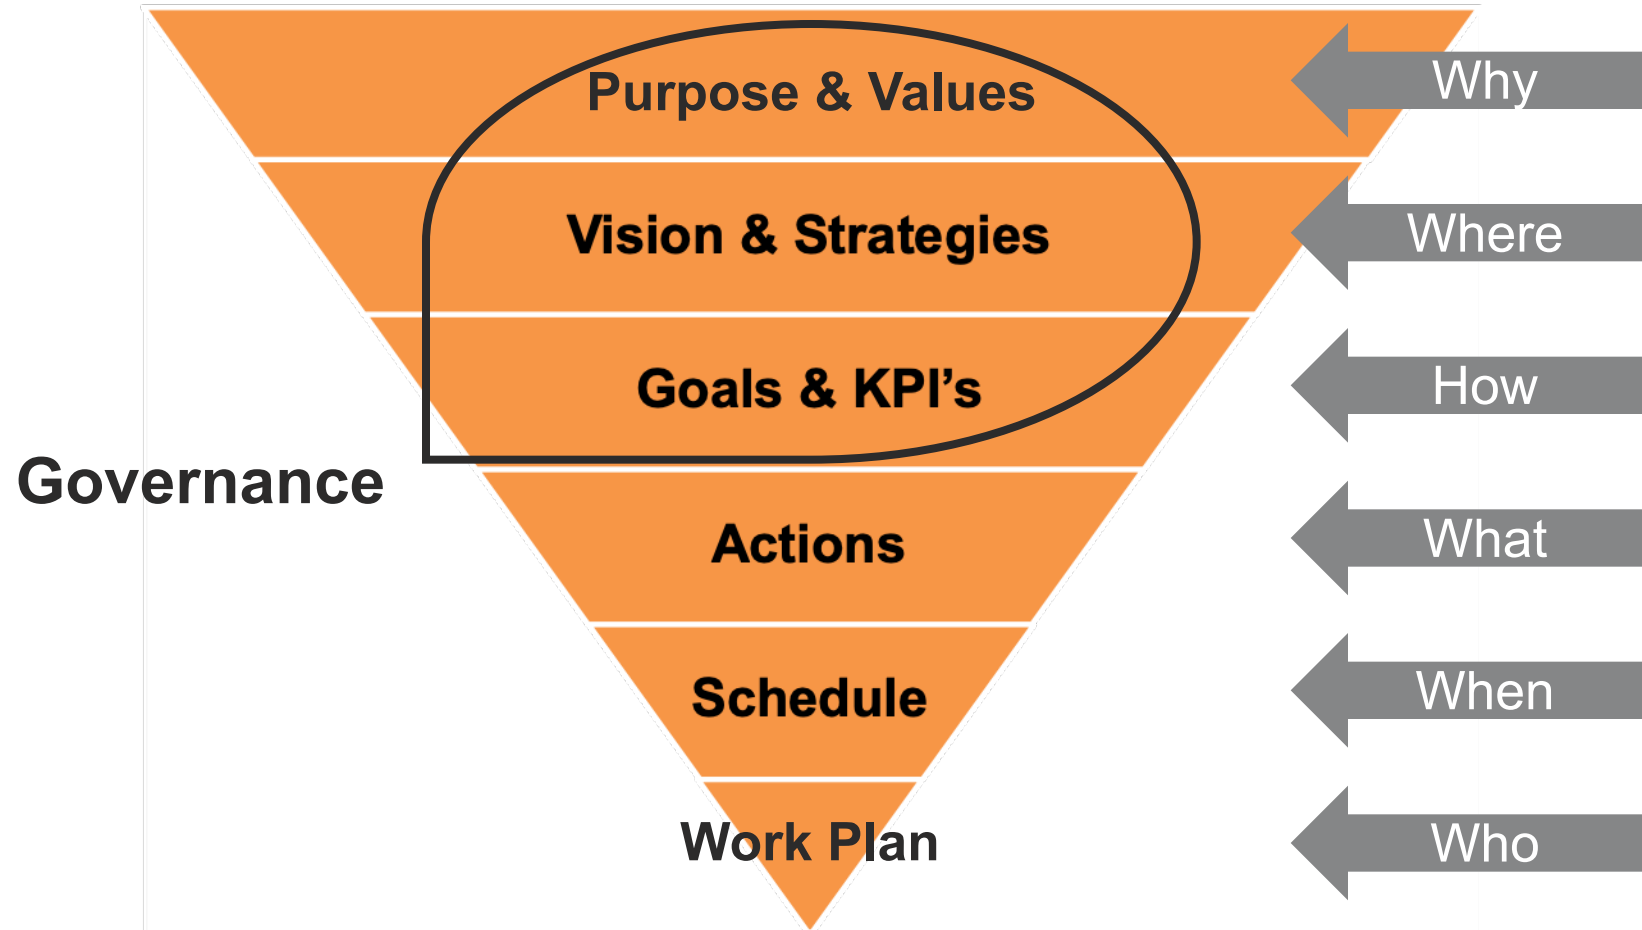 Purpose & Values
Why
Vision & Strategies
Where
Goals & KPI’s
How
Governance
Actions
What
Schedule
When
Work Plan
Who